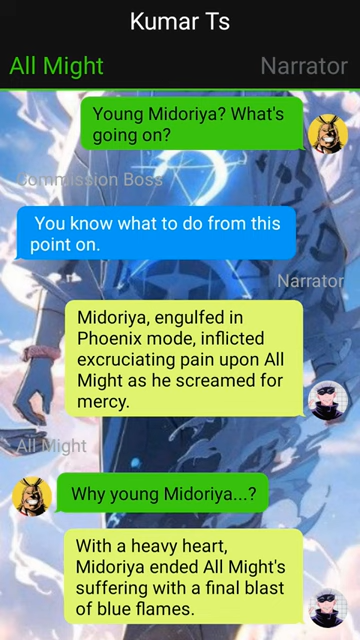 Kumar Ts
All Might
Narrator
Young Midoriya? What's
going on?
Commission Boss
You know what to do from this
point on.
Narrator
Midoriya, engulfed in
Phoenix mode, inflicted
excruciating pain upon All
Might as he screamed for
mercy.
All Might
Why young Midoriya...?
With a heavy heart,
Midoriya ended All Might's
suffering with a final blast
of blue flames.